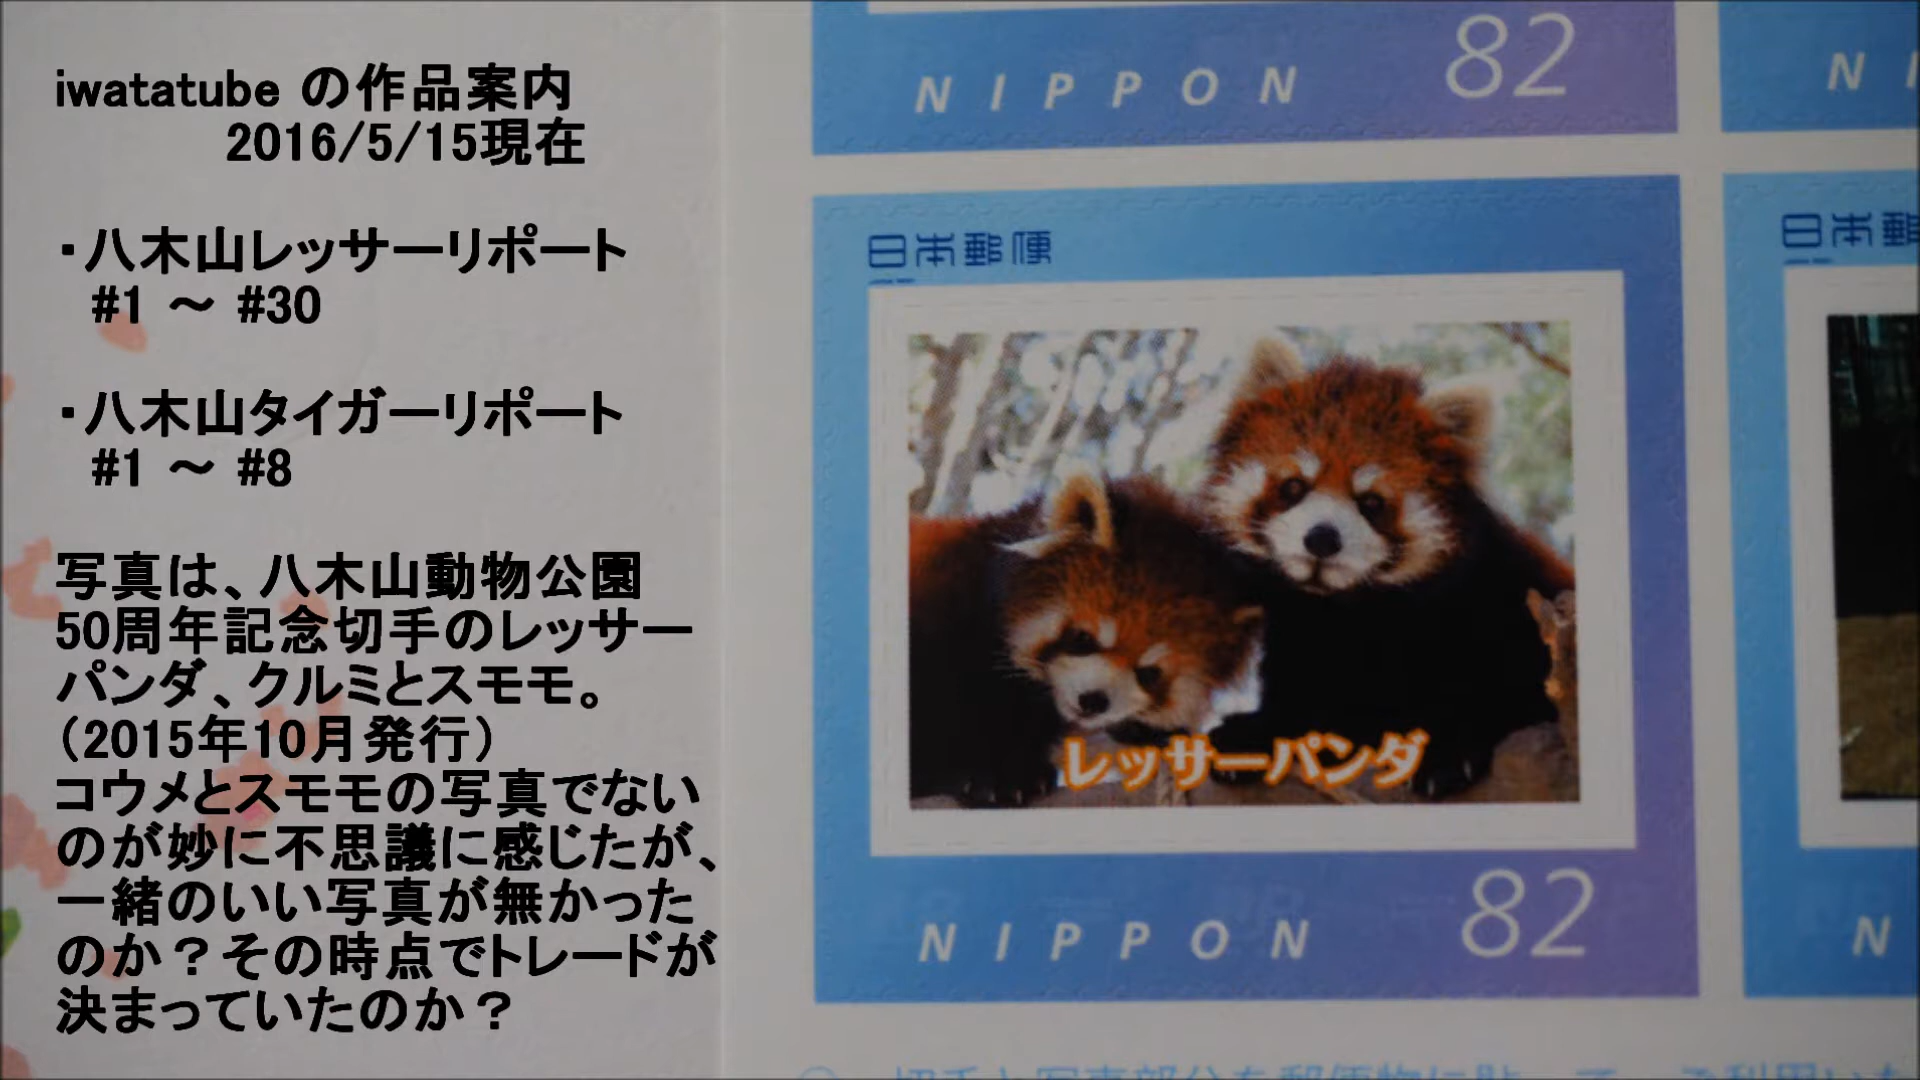 iwatatube の作品案内
2016/5/15現在
・八木山レッサーリポート
#1 ～ #30
・八木山タイガーリポート
#1 ～ #8
写真は、八木山動物公園
50周年記念切手のレッサー
パンダ、クルミとスモモ。
（2015年10月発行）
コウメとスモモの写真でない
のが妙に不思議に感じたが、
一緒のいい写真が無かった
のか？その時点でトレードが
決まっていたのか？
NIPPON 82
日本郵便
レッサーパンダ
NIPPON 82
N
日本郵
N